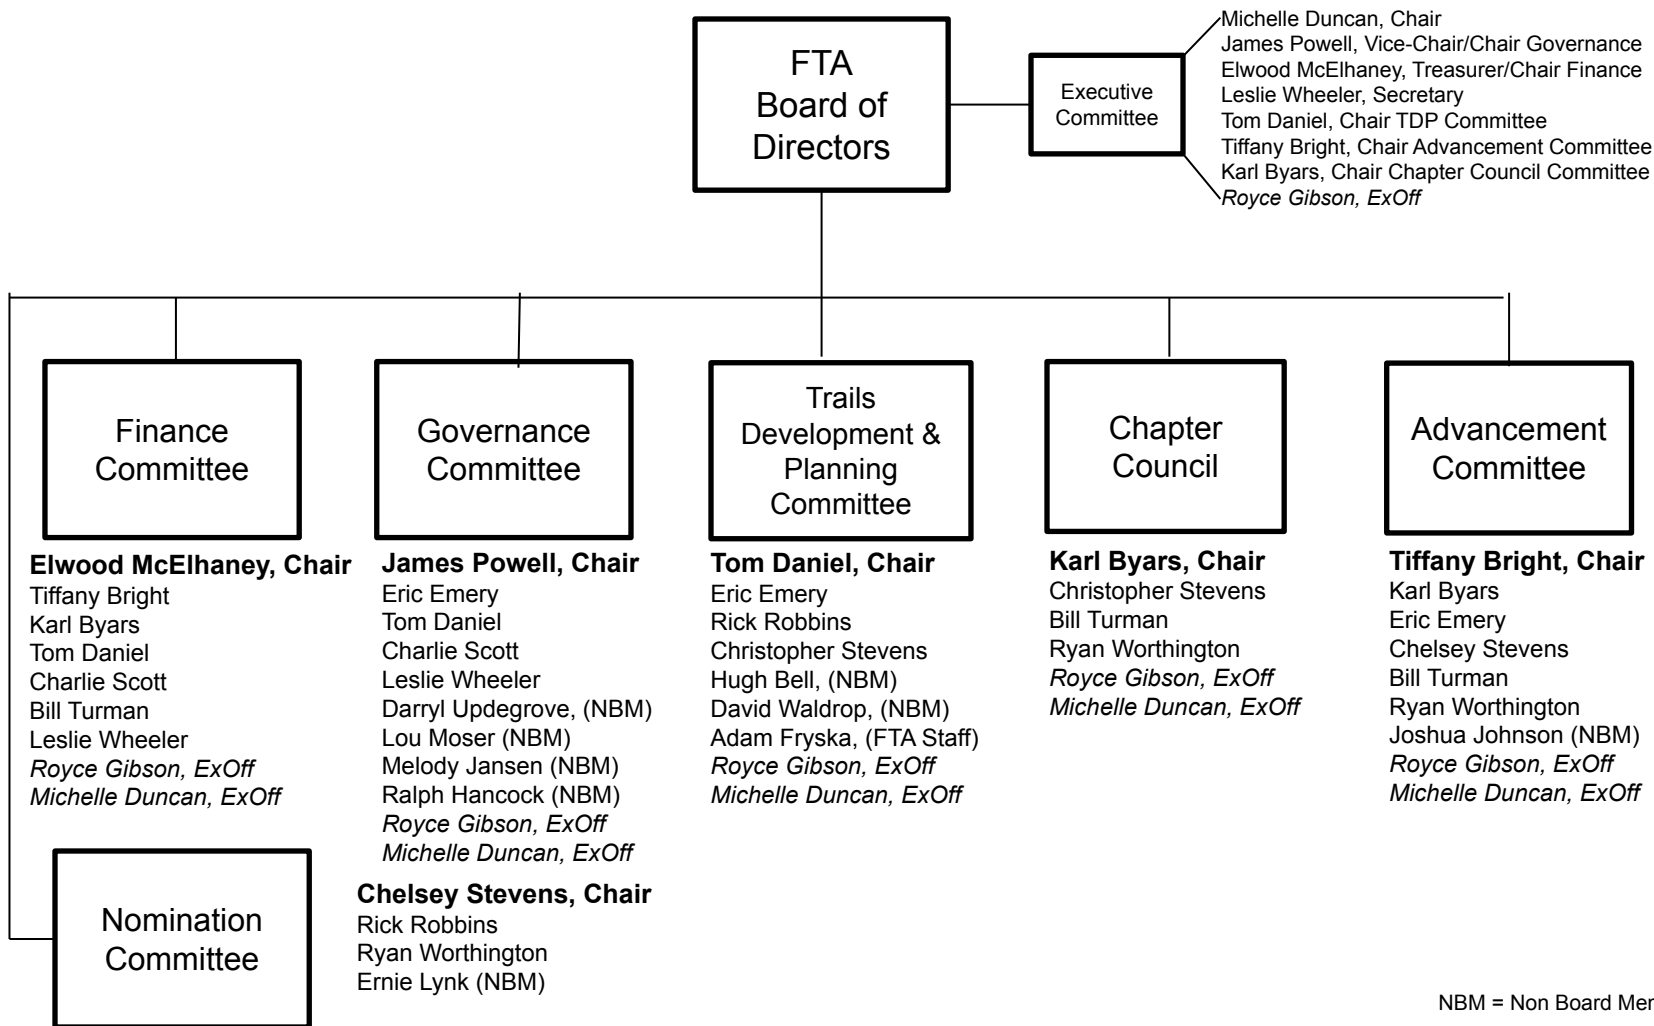 FTA
Board of
Directors
Executive
Committee
Michelle Duncan, Chair
James Powell, Vice-Chair/Chair Governance
Elwood McElhaney, Treasurer/Chair Finance
Leslie Wheeler, Secretary
Tom Daniel, Chair TDP Committee
Tiffany Bright, Chair Advancement Committee
Karl Byars, Chair Chapter Council Committee
Royce Gibson, ExOff
Finance
Committee
Elwood McElhaney, Chair
Tiffany Bright
Karl Byars
Tom Daniel
Charlie Scott
Bill Turman
Leslie Wheeler
Royce Gibson, ExOff
Michelle Duncan, ExOff
Governance
Committee
James Powell, Chair
Eric Emery
Tom Daniel
Charlie Scott
Leslie Wheeler
Darryl Updegrove, (NBM)
Lou Moser (NBM)
Melody Jansen (NBM)
Ralph Hancock (NBM)
Royce Gibson, ExOff
Michelle Duncan, ExOff
Trails
Development &
Planning
Committee
Tom Daniel, Chair
Eric Emery
Rick Robbins
Christopher Stevens
Hugh Bell, (NBM)
David Waldrop, (NBM)
Adam Fryska, (FTA Staff)
Royce Gibson, ExOff
Michelle Duncan, ExOff
Chapter
Council
Karl Byars, Chair
Christopher Stevens
Bill Turman
Ryan Worthington
Royce Gibson, ExOff
Michelle Duncan, ExOff
Advancement
Committee
Tiffany Bright, Chair
Karl Byars
Eric Emery
Chelsey Stevens
Bill Turman
Ryan Worthington
Joshua Johnson (NBM)
Royce Gibson, ExOff
Michelle Duncan, ExOff
Nomination
Committee
Chelsey Stevens, Chair
Rick Robbins
Ryan Worthington
Ernie Lynk (NBM)
NBM = Non Board